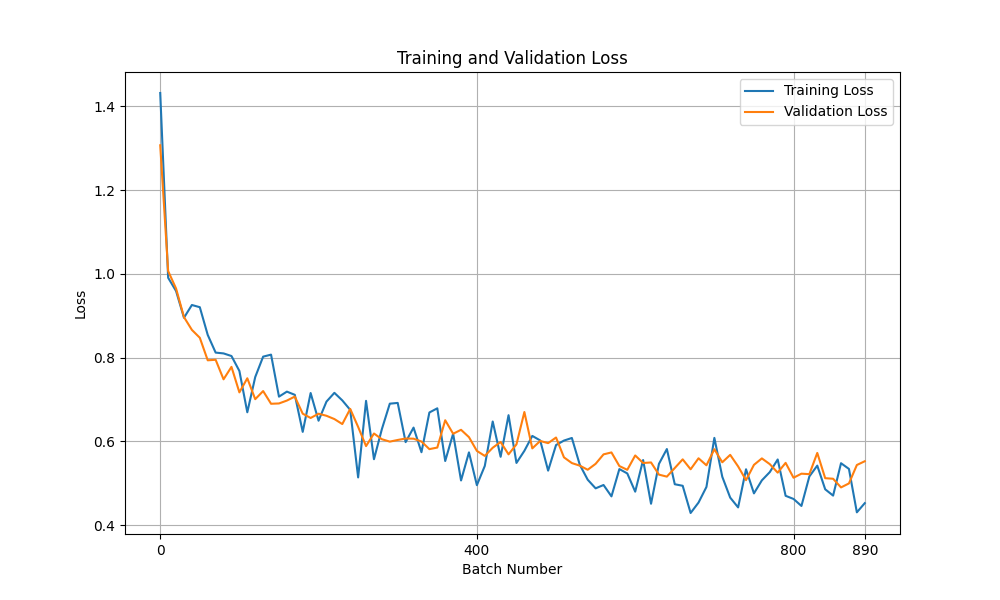 Training and Validation Loss
Training Loss
Validation Loss
1.4
1.2
1.0
0.8
0.6
0.4
Loss
0
400
800
890
Batch Number